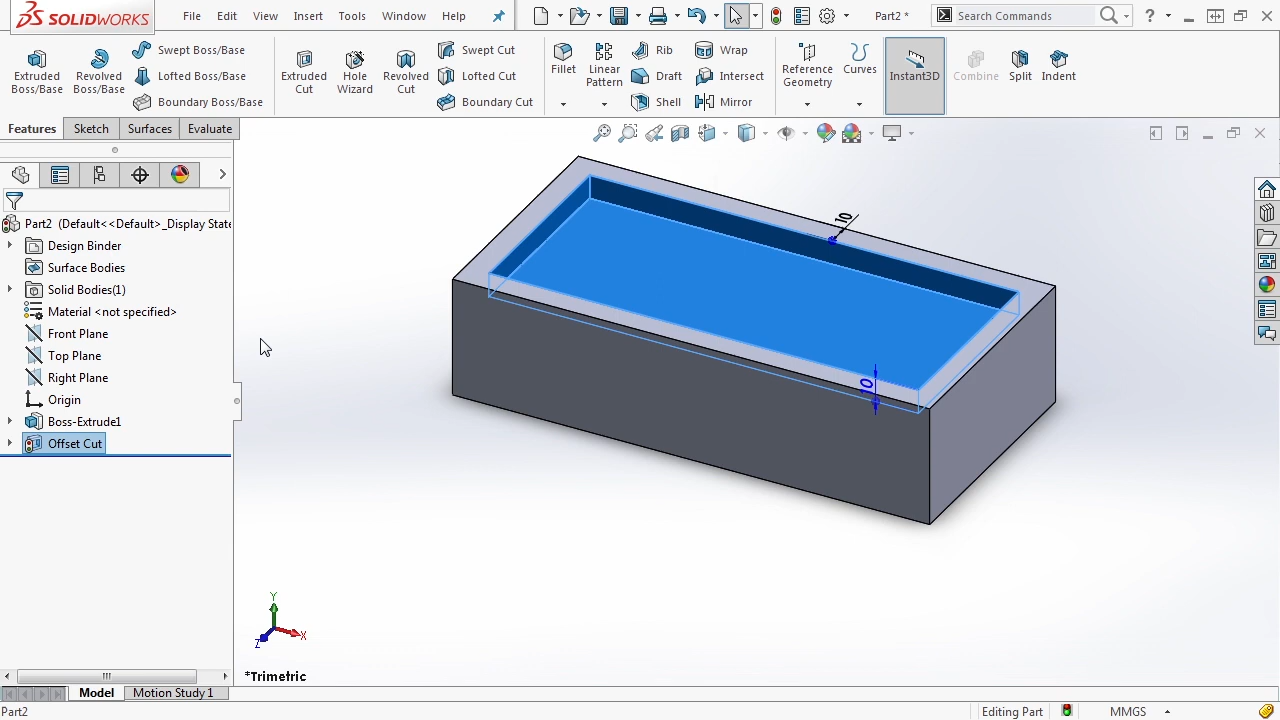 SOLIDWORKS File Edit View Insert Tools Window Help Part2 * Search Commands ?
Extruded Boss/Base Revolved Boss/Base Swept Boss/Base Lofted Boss/Base Boundary Boss/Base Extruded Cut Hole Wizard Revolved Cut Swept Cut Lofted Cut Boundary Cut Fillet Linear Pattern Rib Draft Shell Wrap Intersect Mirror Reference Geometry Curves Instant3D Combine Split Indent
Features Sketch Surfaces Evaluate
Part2 (Default<<Default>_Display State
Design Binder
Surface Bodies
Solid Bodies(1)
Material <not specified>
Front Plane
Top Plane
Right Plane
Origin
Boss-Extrude1
Offset Cut
10
10
Y
X
Z
*Trimetric
Model Motion Study 1
Part2 Editing Part MMGS